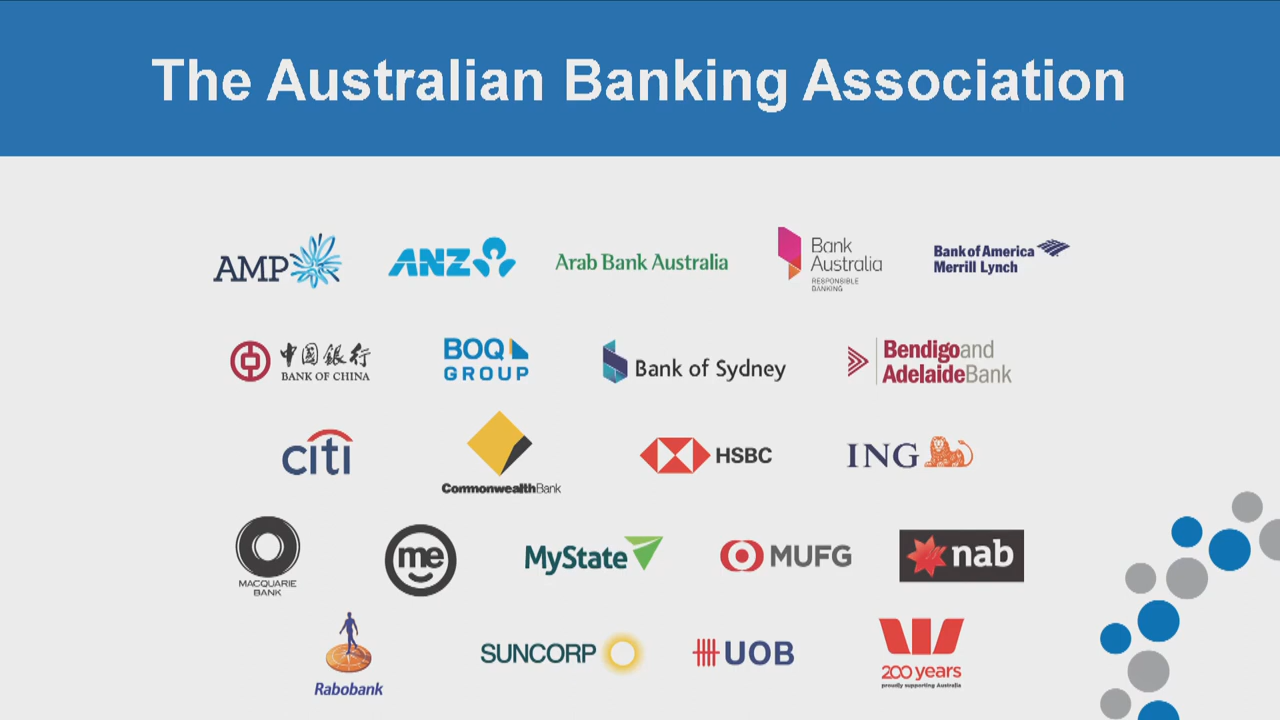 The Australian Banking Association
AMP
ANZ
Arab Bank Australia
Bank
Australia
RESPONSIBLE
BANKING
Bank of America
Merrill Lynch
中国银行
BANK OF CHINA
BOQ
GROUP
Bank of Sydney
Bendigo and
AdelaideBank
citi
CommonwealthBank
HSBC
ING
MACQUARIE
BANK
me
MyState
MUFG
nab
Rabobank
SUNCORP
UOB
200 years
proudly supporting Australia